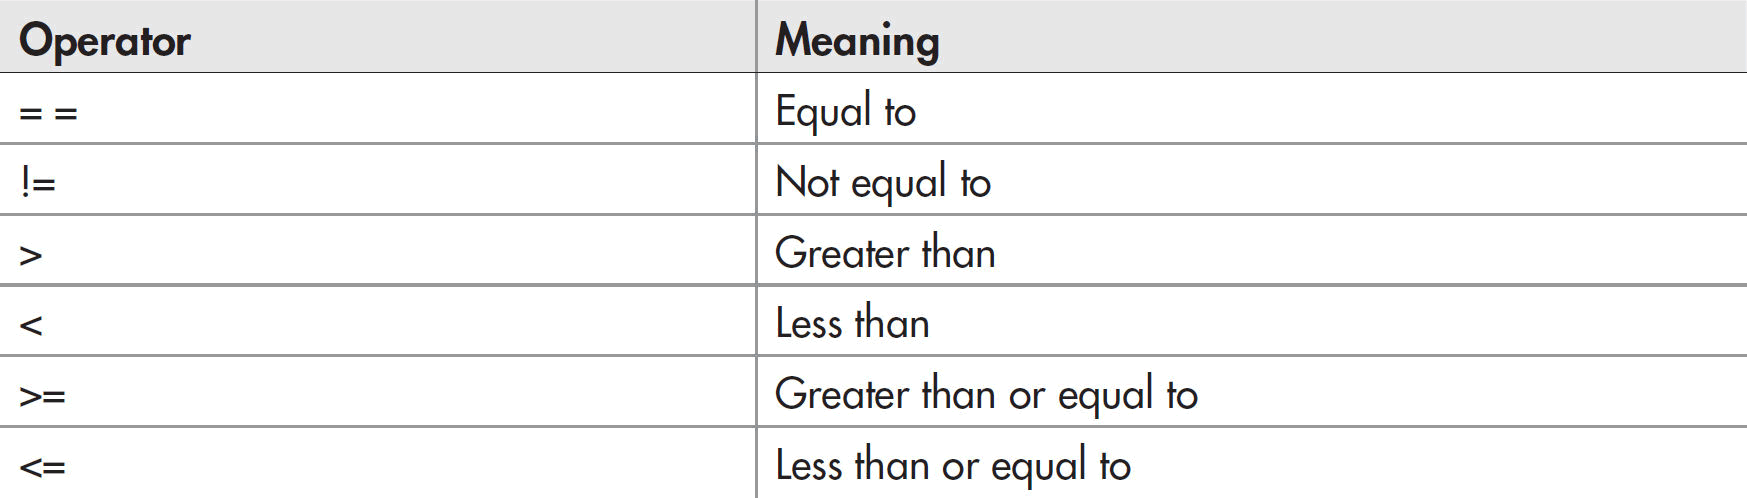 Operator Meaning
= = Equal to
!= Not equal to
> Greater than
< Less than
>= Greater than or equal to
<= Less than or equal to